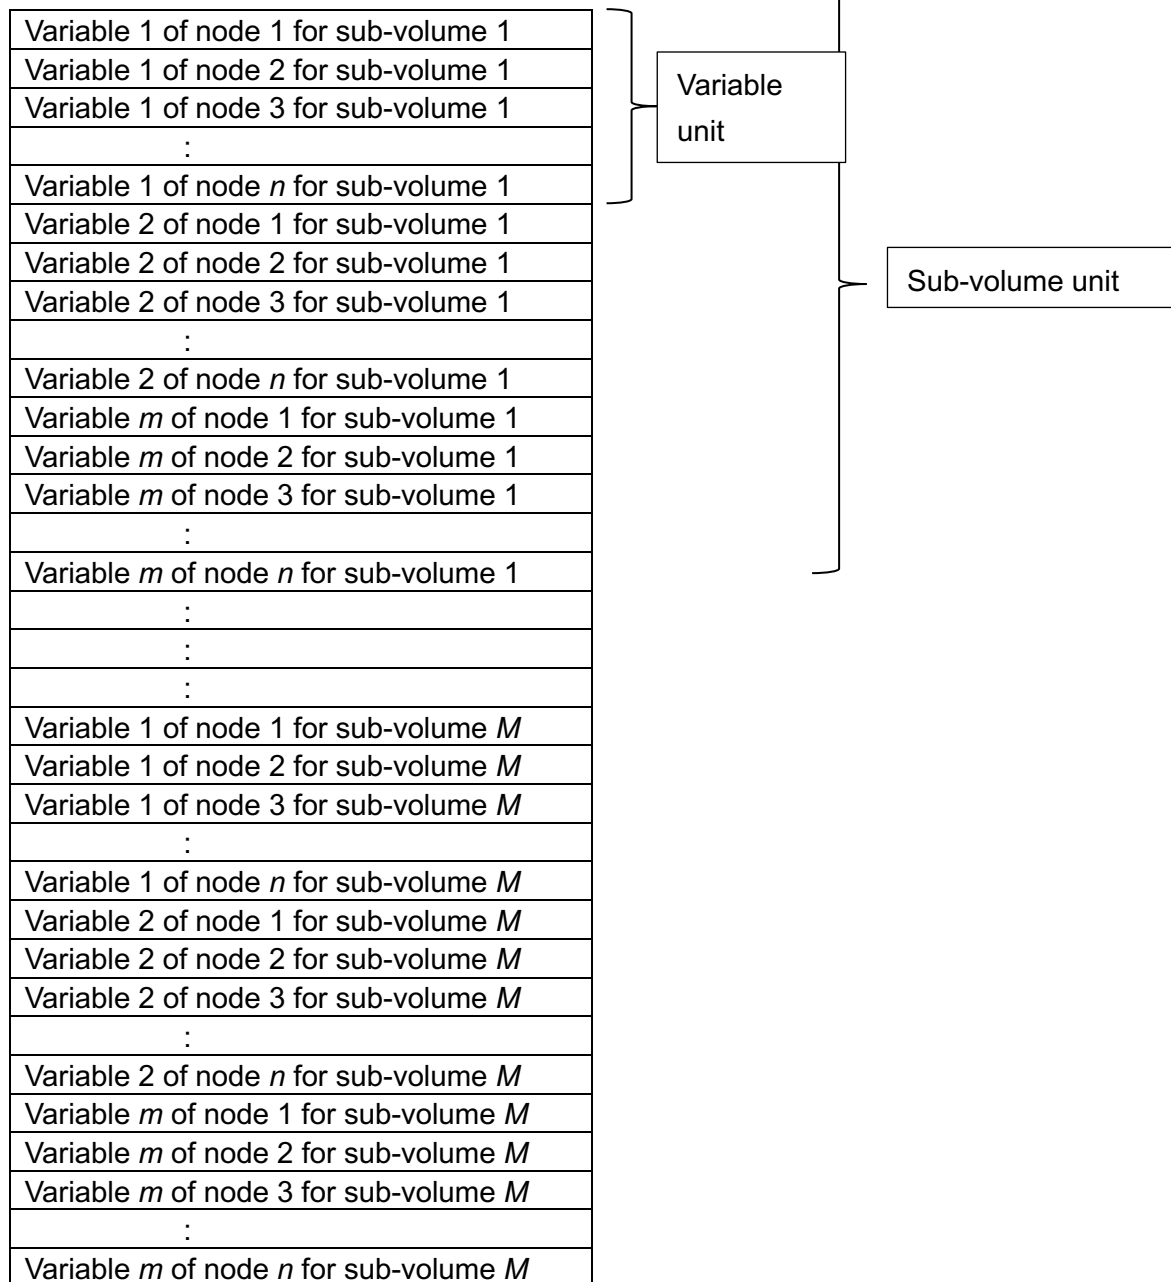 Variable 1 of node 1 for sub-volume 1
Variable 1 of node 2 for sub-volume 1
Variable 1 of node 3 for sub-volume 1
:
Variable 1 of node n for sub-volume 1
Variable 2 of node 1 for sub-volume 1
Variable 2 of node 2 for sub-volume 1
Variable 2 of node 3 for sub-volume 1
:
Variable 2 of node n for sub-volume 1
Variable m of node 1 for sub-volume 1
Variable m of node 2 for sub-volume 1
Variable m of node 3 for sub-volume 1
:
Variable m of node n for sub-volume 1
:
:
:
Variable 1 of node 1 for sub-volume M
Variable 1 of node 2 for sub-volume M
Variable 1 of node 3 for sub-volume M
:
Variable 1 of node n for sub-volume M
Variable 2 of node 1 for sub-volume M
Variable 2 of node 2 for sub-volume M
Variable 2 of node 3 for sub-volume M
:
Variable 2 of node n for sub-volume M
Variable m of node 1 for sub-volume M
Variable m of node 2 for sub-volume M
Variable m of node 3 for sub-volume M
:
Variable m of node n for sub-volume M
Variable
unit
Sub-volume unit